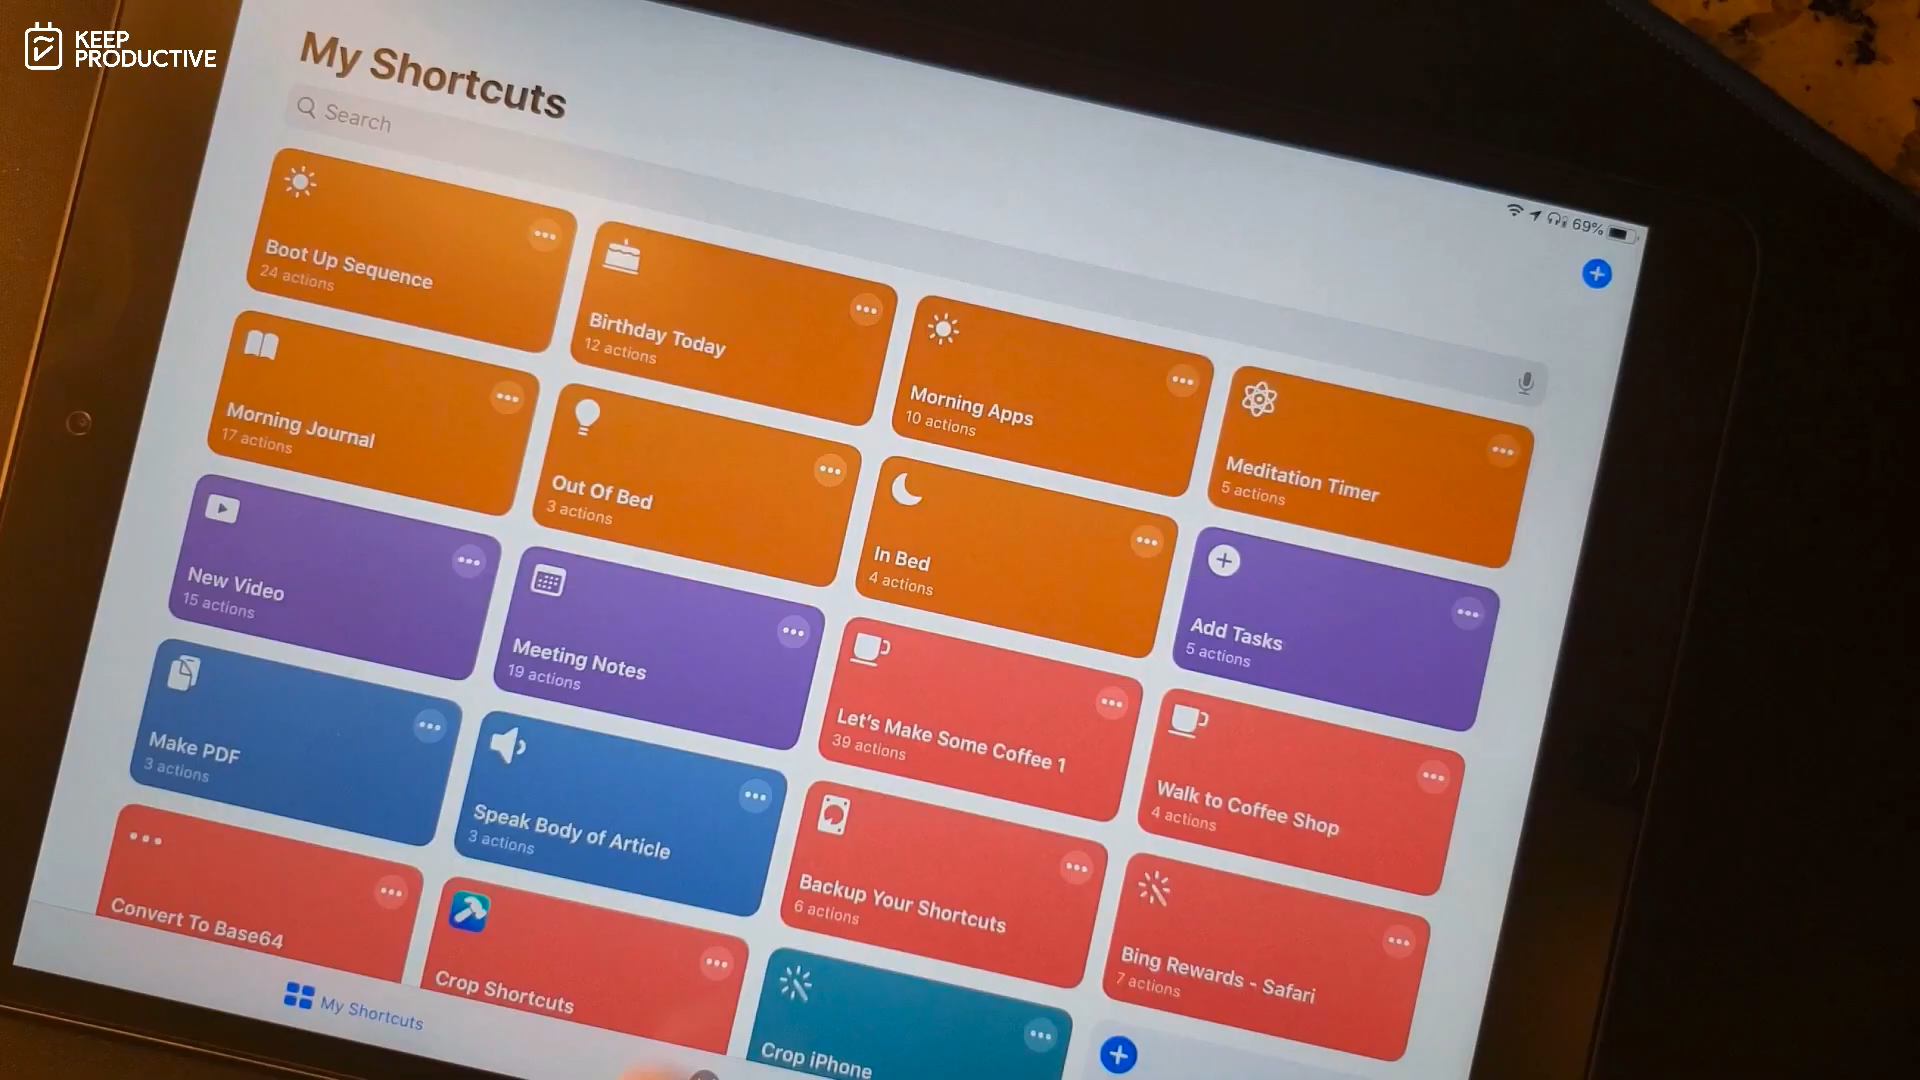 KEEP
PRODUCTIVE
My Shortcuts
Search
69%
Boot Up Sequence
24 actions
Birthday Today
12 actions
Morning Apps
10 actions
Meditation Timer
5 actions
Morning Journal
17 actions
Out Of Bed
3 actions
In Bed
4 actions
Add Tasks
5 actions
New Video
15 actions
Meeting Notes
19 actions
Let's Make Some Coffee 1
39 actions
Walk to Coffee Shop
4 actions
Make PDF
3 actions
Speak Body of Article
3 actions
Backup Your Shortcuts
6 actions
Bing Rewards - Safari
7 actions
Convert To Base64
Crop Shortcuts
Crop iPhone
My Shortcuts